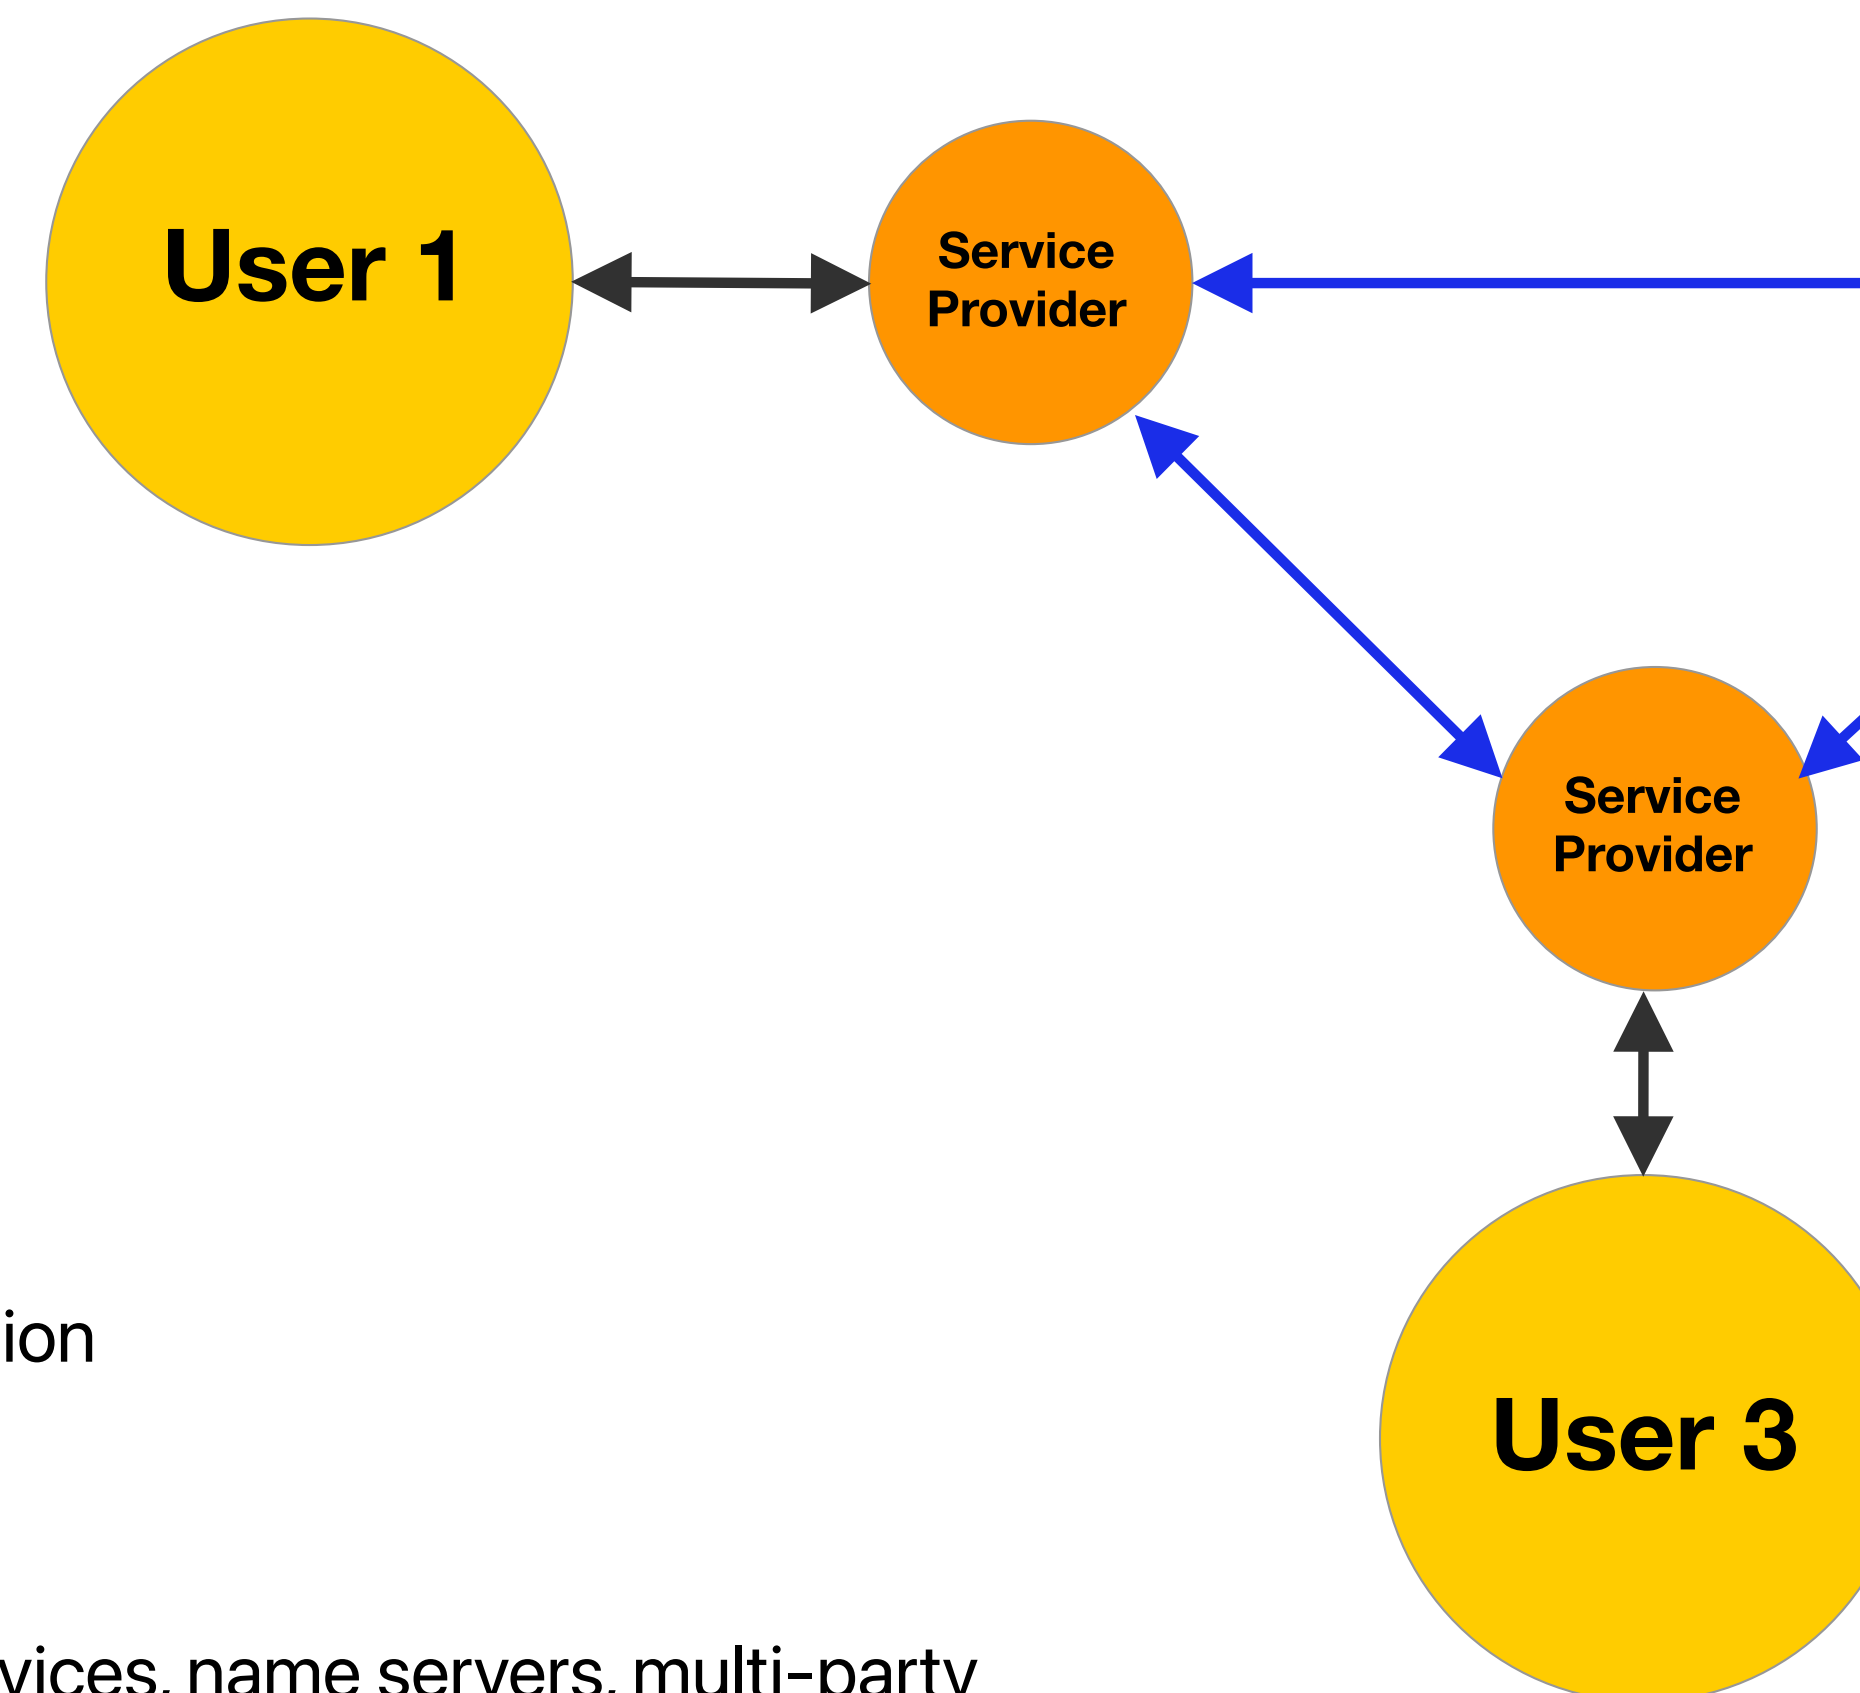 User 1
Service
Provider
Service
Provider
User 3
ion
vices, name servers, multi-party